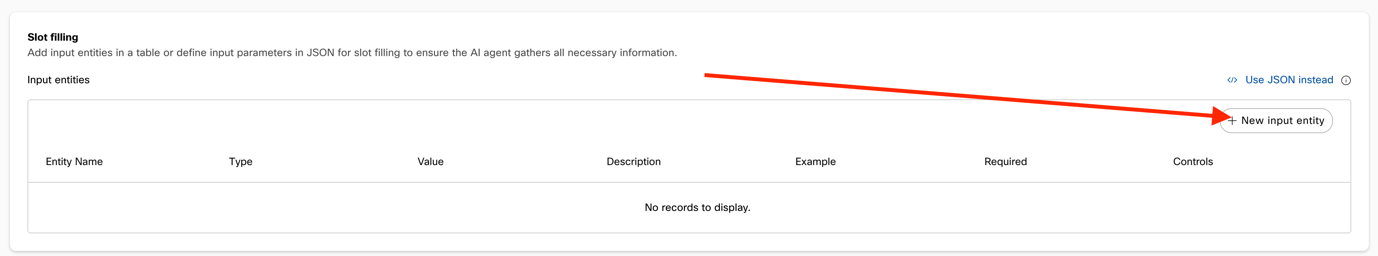 Slot filling
Add input entities in a table or define input parameters in JSON for slot filling to ensure the AI agent gathers all necessary information.
Input entities
</> Use JSON instead
+ New input entity
Entity Name Type Value Description Example Required Controls
No records to display.